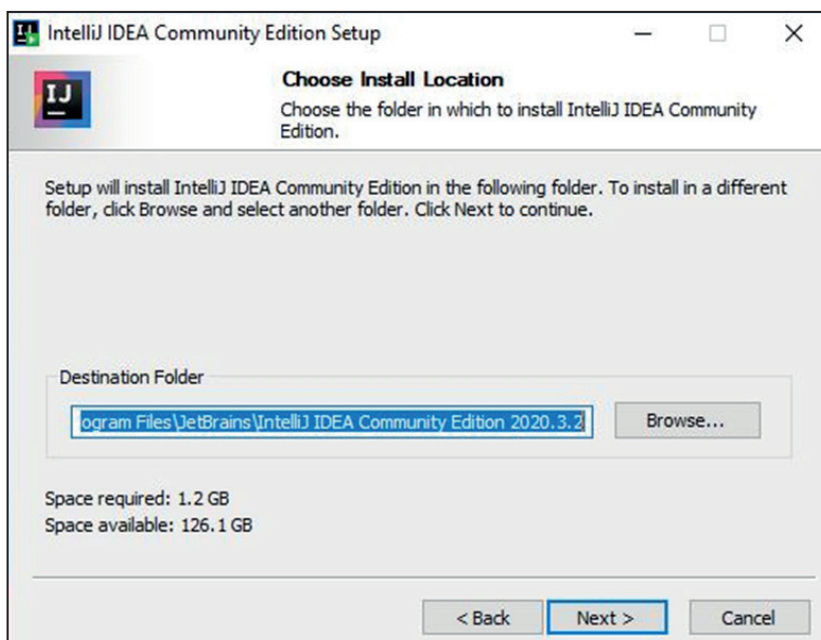 IntelliJ IDEA Community Edition Setup
IJ
Choose Install Location
Choose the folder in which to install IntelliJ IDEA Community
Edition.
Setup will install IntelliJ IDEA Community Edition in the following folder. To install in a different
folder, click Browse and select another folder. Click Next to continue.
Destination Folder
ogram Files\JetBrains\IntelliJ IDEA Community Edition 2020.3.2
Browse...
Space required: 1.2 GB
Space available: 126.1 GB
< Back
Next >
Cancel